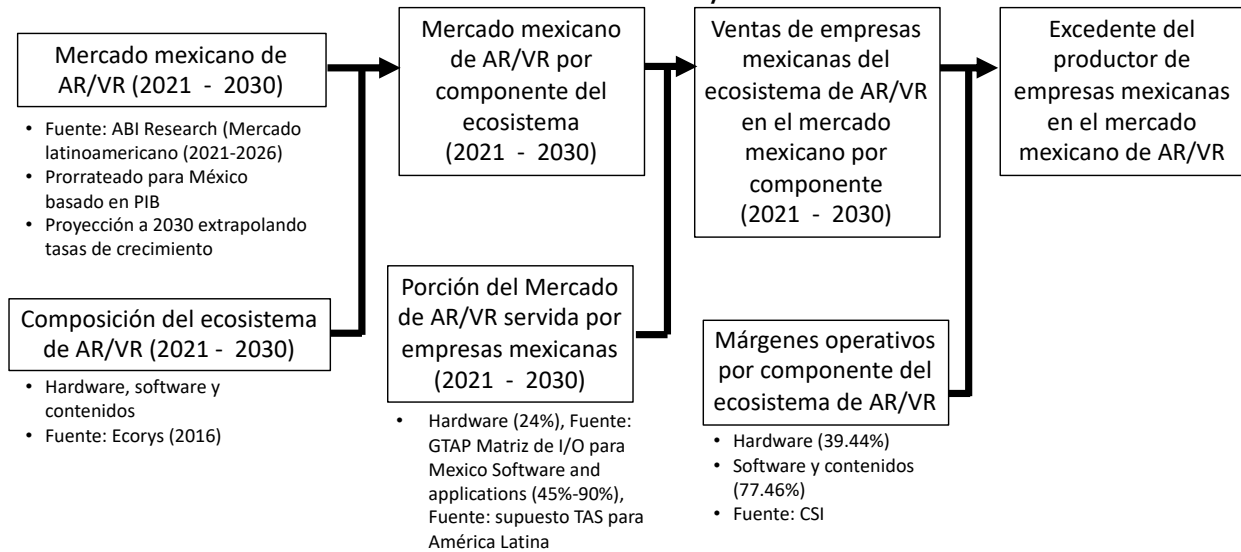 Mercado mexicano de
AR/VR (2021 - 2030)
• Fuente: ABI Research (Mercado
latinoamericano (2021-2026)
• Prorrateado para México
basado en PIB
• Proyección a 2030 extrapolando
tasas de crecimiento
Composición del ecosistema
de AR/VR (2021 - 2030)
• Hardware, software y
contenidos
• Fuente: Ecorys (2016)
Mercado mexicano
de AR/VR por
componente del
ecosistema
(2021 - 2030)
Porción del Mercado
de AR/VR servida por
empresas mexicanas
(2021 - 2030)
• Hardware (24%), Fuente:
GTAP Matriz de I/O para
Mexico Software and
applications (45%-90%),
Fuente: supuesto TAS para
América Latina
Ventas de empresas
mexicanas del
ecosistema de AR/VR
en el mercado
mexicano por
componente
(2021 - 2030)
Márgenes operativos
por componente del
ecosistema de AR/VR
• Hardware (39.44%)
• Software y contenidos
(77.46%)
• Fuente: CSI
Excedente del
productor de
empresas mexicanas
en el mercado
mexicano de AR/VR